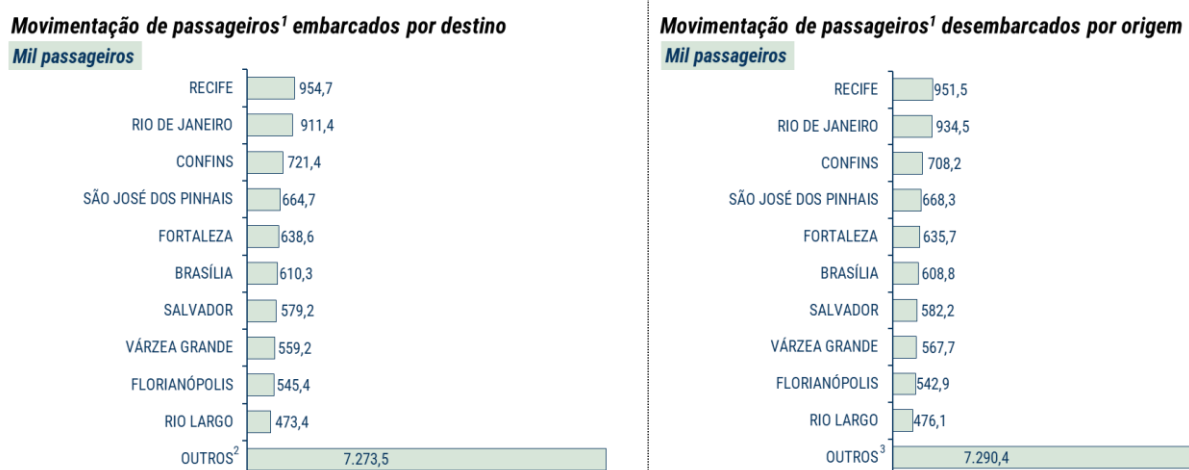 Movimentação de passageiros¹ embarcados por destino
Mil passageiros
RECIFE 954,7
RIO DE JANEIRO 911,4
CONFINS 721,4
SÃO JOSÉ DOS PINHAIS 664,7
FORTALEZA 638,6
BRASÍLIA 610,3
SALVADOR 579,2
VÁRZEA GRANDE 559,2
FLORIANÓPOLIS 545,4
RIO LARGO 473,4
OUTROS² 7.273,5
Movimentação de passageiros¹ desembarcados por origem
Mil passageiros
RECIFE 951,5
RIO DE JANEIRO 934,5
CONFINS 708,2
SÃO JOSÉ DOS PINHAIS 668,3
FORTALEZA 635,7
BRASÍLIA 608,8
SALVADOR 582,2
VÁRZEA GRANDE 567,7
FLORIANÓPOLIS 542,9
RIO LARGO 476,1
OUTROS³ 7.290,4